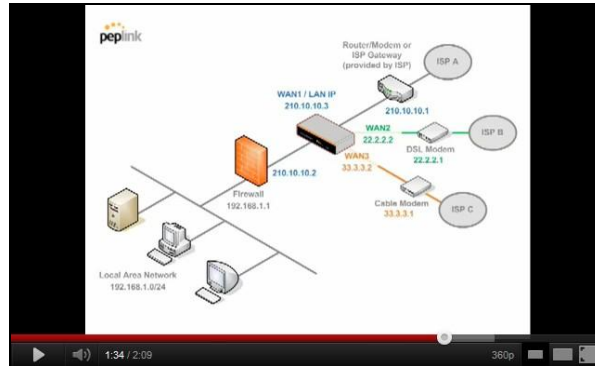 peplink
Router/Modem or
ISP Gateway
(provided by ISP)
ISP A
WAN1 / LAN IP
210.10.10.3
210.10.10.1
WAN2
22.2.2.2
ISP B
DSL Modem
22.2.2.1
WAN3
33.3.3.2
210.10.10.2
Firewall
192.168.1.1
Cable Modem
33.3.3.1
ISP C
Local Area Network
192.168.1.0/24
1:34 / 2:09
360p